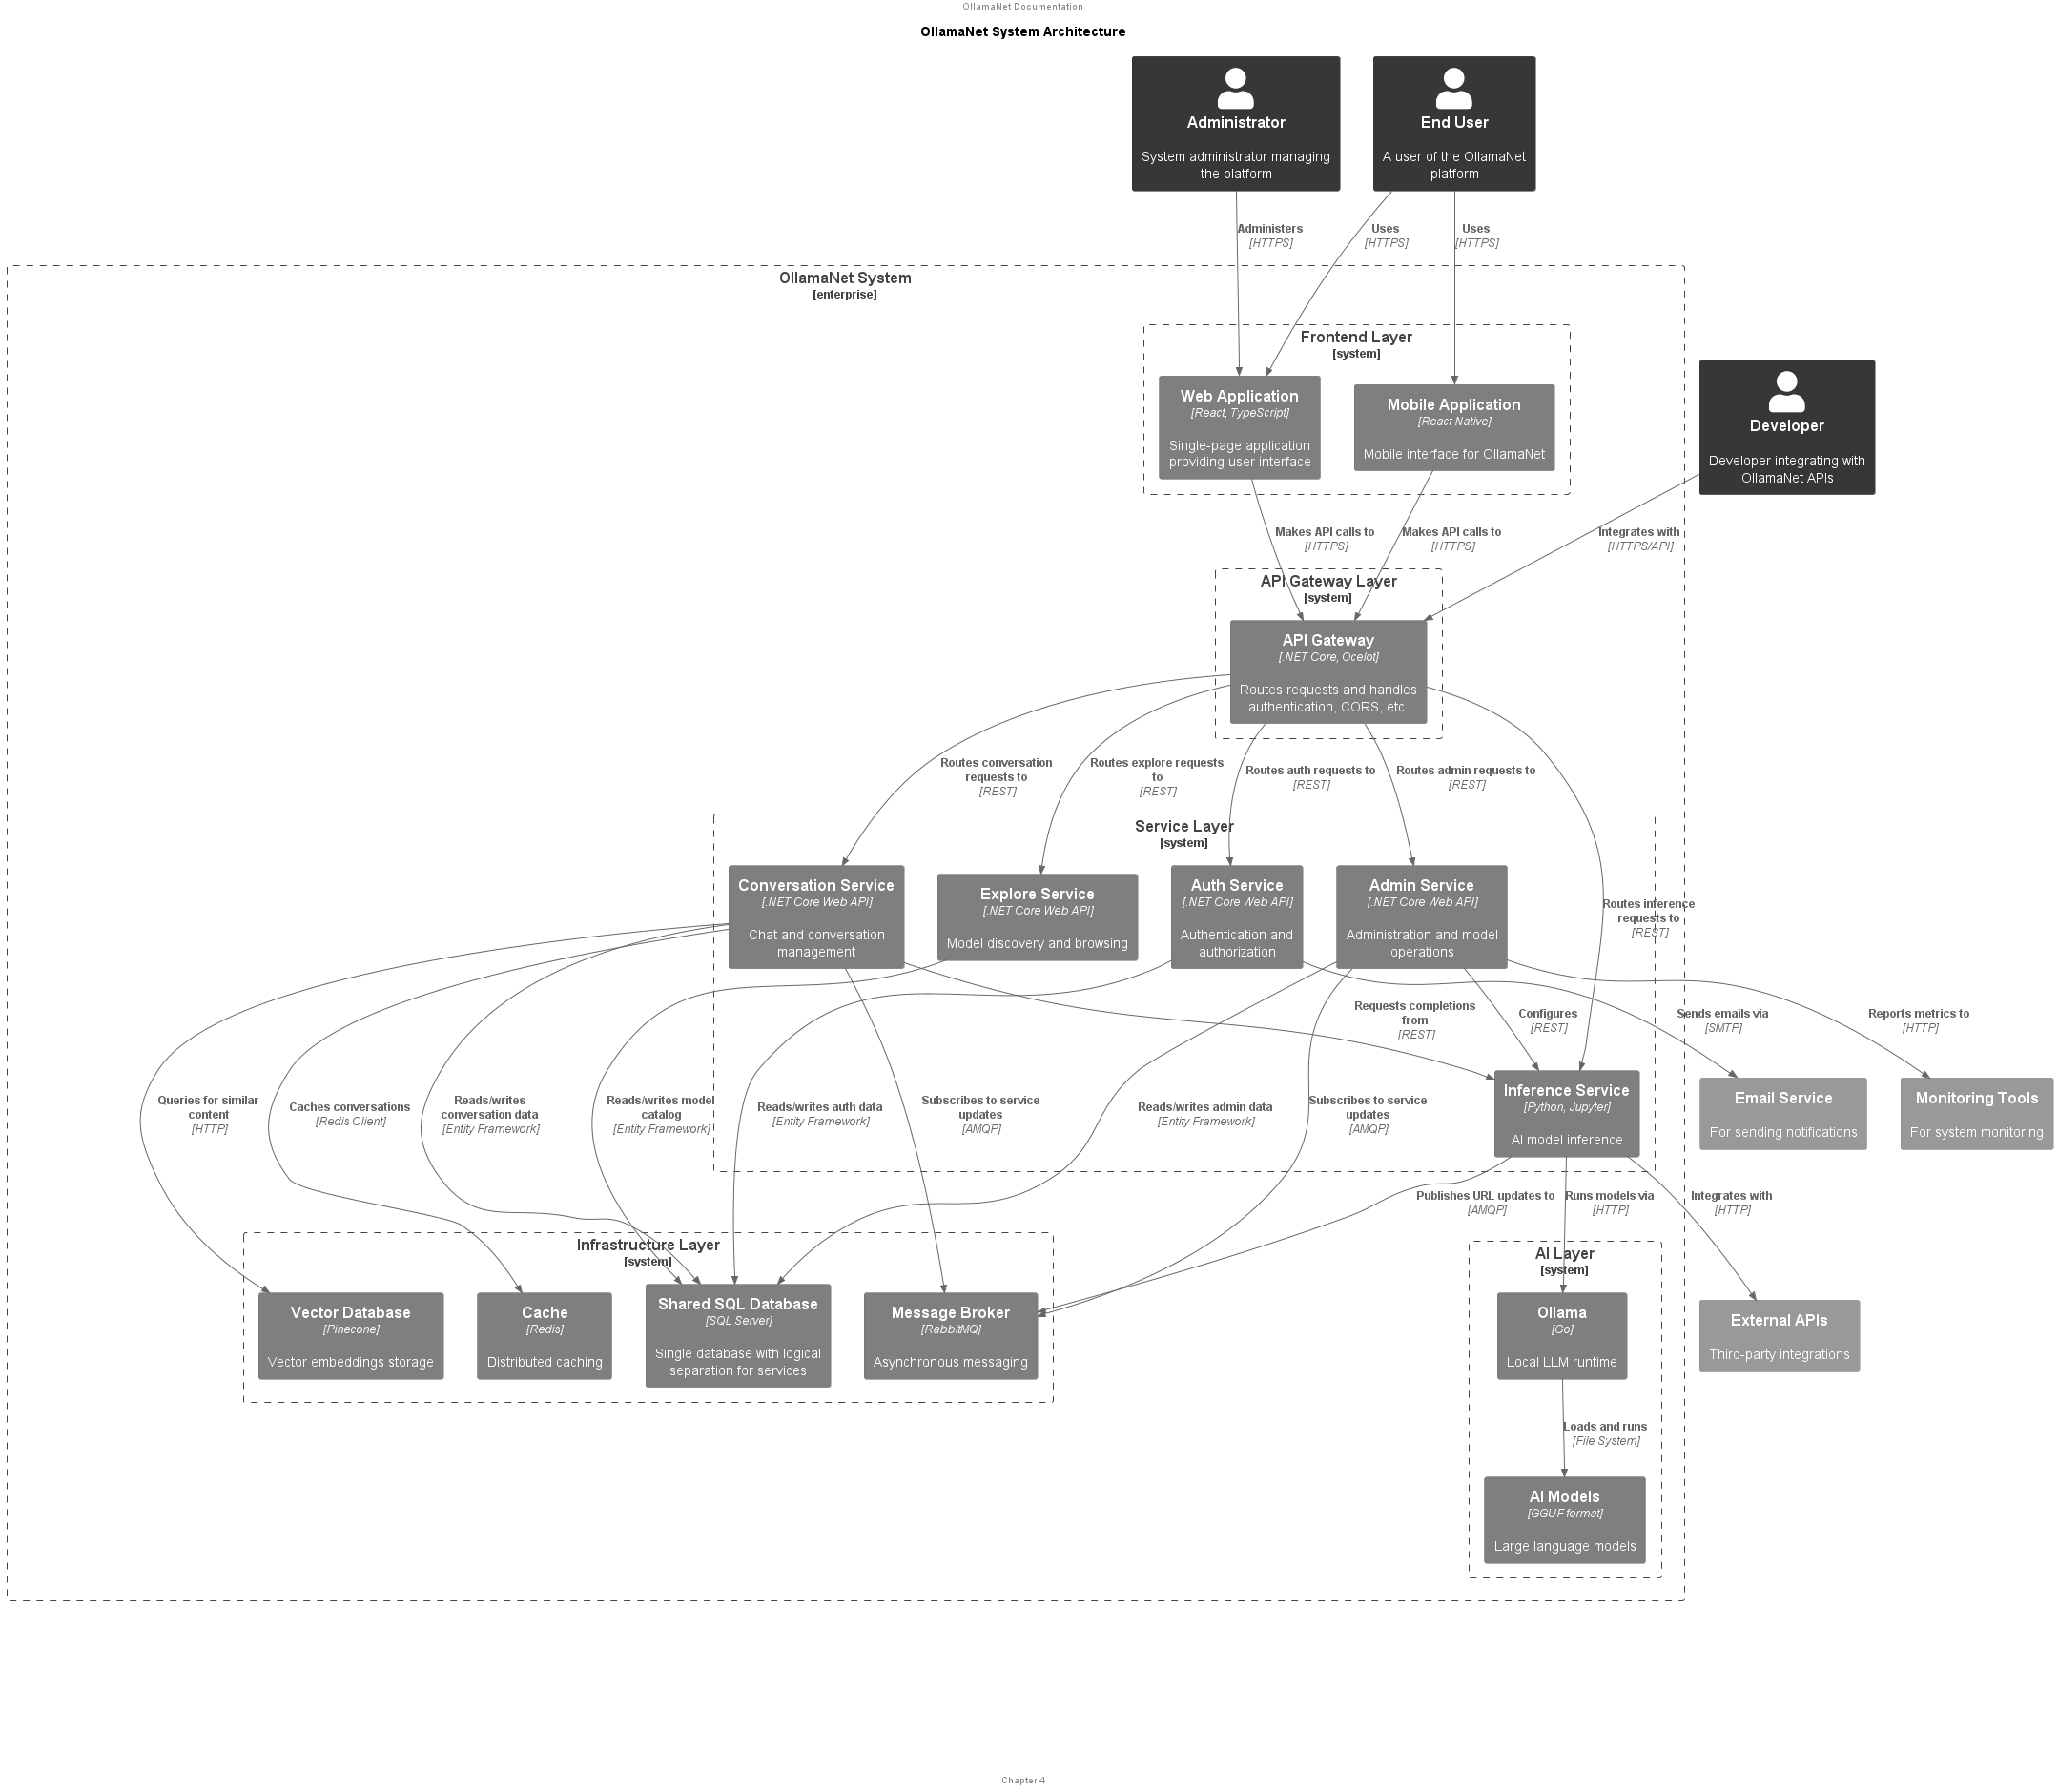 OllamaNet Documentation
OllamaNet System Architecture
Administrator
System administrator managing
the platform
End User
A user of the OllamaNet
platform
Administers
[HTTPS]
Uses
[HTTPS]
Uses
[HTTPS]
OllamaNet System
[enterprise]
Frontend Layer
[system]
Web Application
[React, TypeScript]
Single-page application
providing user interface
Mobile Application
[React Native]
Mobile interface for OllamaNet
Developer
Developer integrating with
OllamaNet APIs
Makes API calls to
[HTTPS]
Makes API calls to
[HTTPS]
Integrates with
[HTTPS/API]
API Gateway Layer
[system]
API Gateway
[.NET Core, Ocelot]
Routes requests and handles
authentication, CORS, etc.
Routes conversation
requests to
[REST]
Routes explore requests
to
[REST]
Routes auth requests to
[REST]
Routes admin requests to
[REST]
Routes inference
requests to
[REST]
Service Layer
[system]
Conversation Service
[.NET Core Web API]
Chat and conversation
management
Explore Service
[.NET Core Web API]
Model discovery and browsing
Auth Service
[.NET Core Web API]
Authentication and
authorization
Admin Service
[.NET Core Web API]
Administration and model
operations
Requests completions
from
[REST]
Configures
[REST]
Sends emails via
[SMTP]
Reports metrics to
[HTTP]
Queries for similar
content
[HTTP]
Caches conversations
[Redis Client]
Reads/writes
conversation data
[Entity Framework]
Reads/writes model
catalog
[Entity Framework]
Reads/writes auth data
[Entity Framework]
Subscribes to service
updates
[AMQP]
Reads/writes admin data
[Entity Framework]
Subscribes to service
updates
[AMQP]
Inference Service
[Python, Jupyter]
AI model inference
Email Service
For sending notifications
Monitoring Tools
For system monitoring
Publishes URL updates to
[AMQP]
Runs models via
[HTTP]
Integrates with
[HTTP]
Infrastructure Layer
[system]
Vector Database
[Pinecone]
Vector embeddings storage
Cache
[Redis]
Distributed caching
Shared SQL Database
[SQL Server]
Single database with logical
separation for services
Message Broker
[RabbitMQ]
Asynchronous messaging
AI Layer
[system]
Ollama
[Go]
Local LLM runtime
External APIs
Third-party integrations
Loads and runs
[File System]
AI Models
[GGUF format]
Large language models
Chapter 4